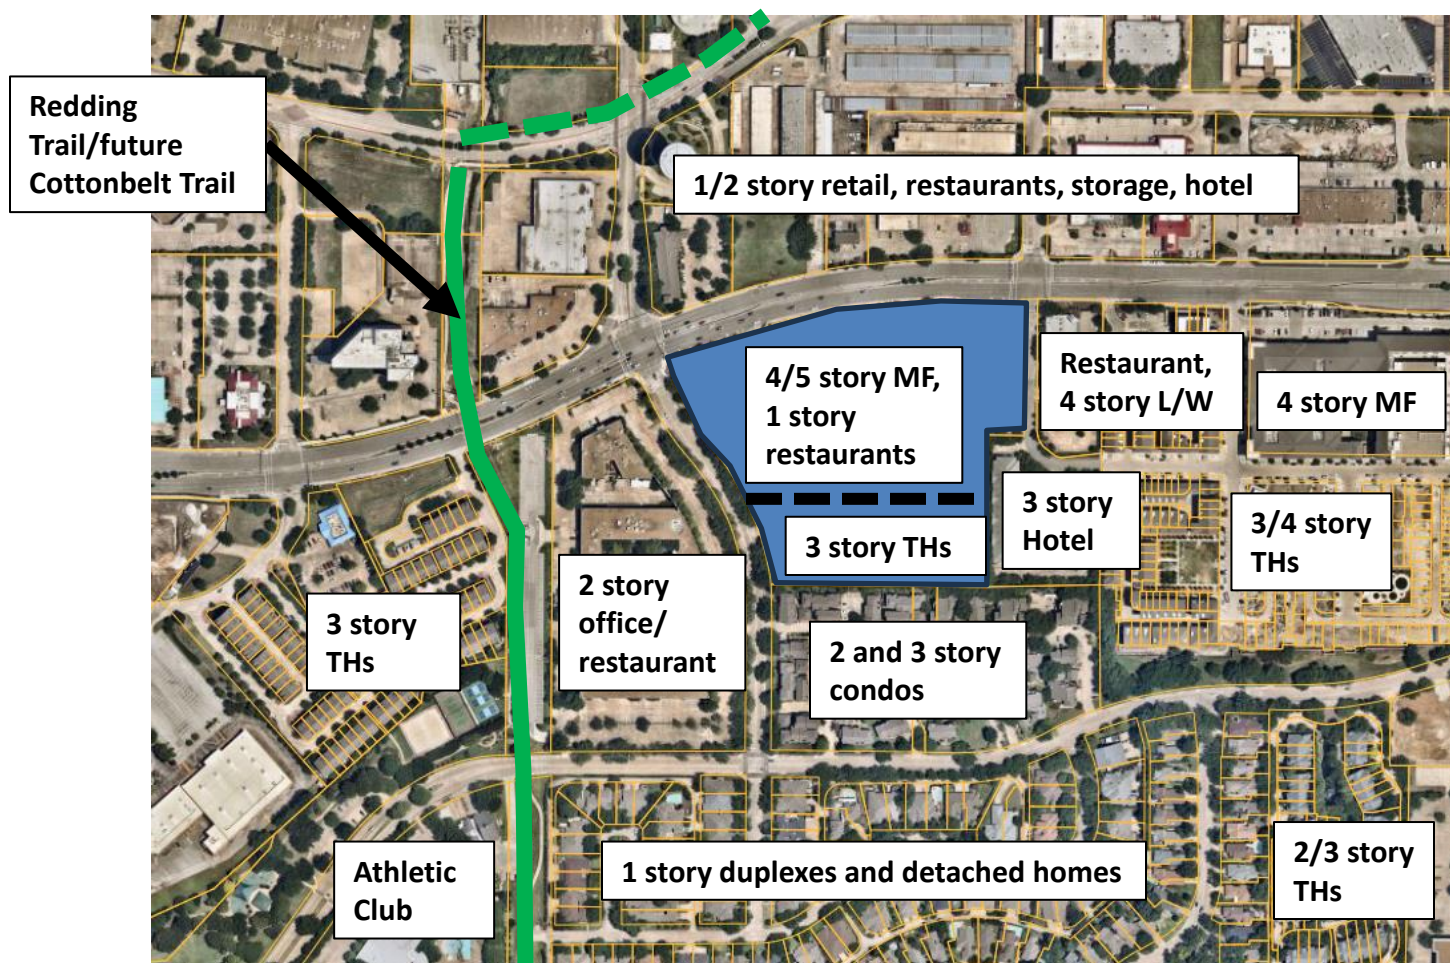 Redding
Trail/future
Cottonbelt Trail
1/2 story retail, restaurants, storage, hotel
4/5 story MF,
1 story
restaurants
Restaurant,
4 story L/W
4 story MF
3 story THs
3 story
Hotel
3/4 story
THs
3 story
THs
2 story
office/
restaurant
2 and 3 story
condos
Athletic
Club
1 story duplexes and detached homes
2/3 story
THs